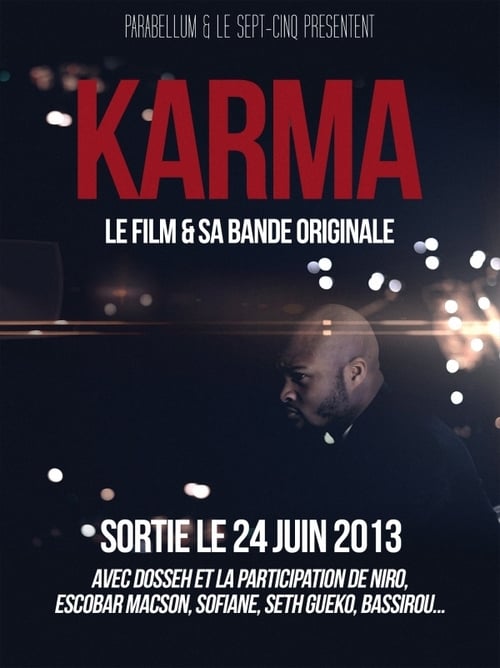 PARABELLUM & LE SEPT-CINQ PRESENTENT
KARMA
LE FILM & SA BANDE ORIGINALE
SORTIE LE 24 JUIN 2013
AVEC DOSSEH ET LA PARTICIPATION DE NIRO,
ESCOBAR MACSON, SOFIANE, SETH GUEKO, BASSIROU...